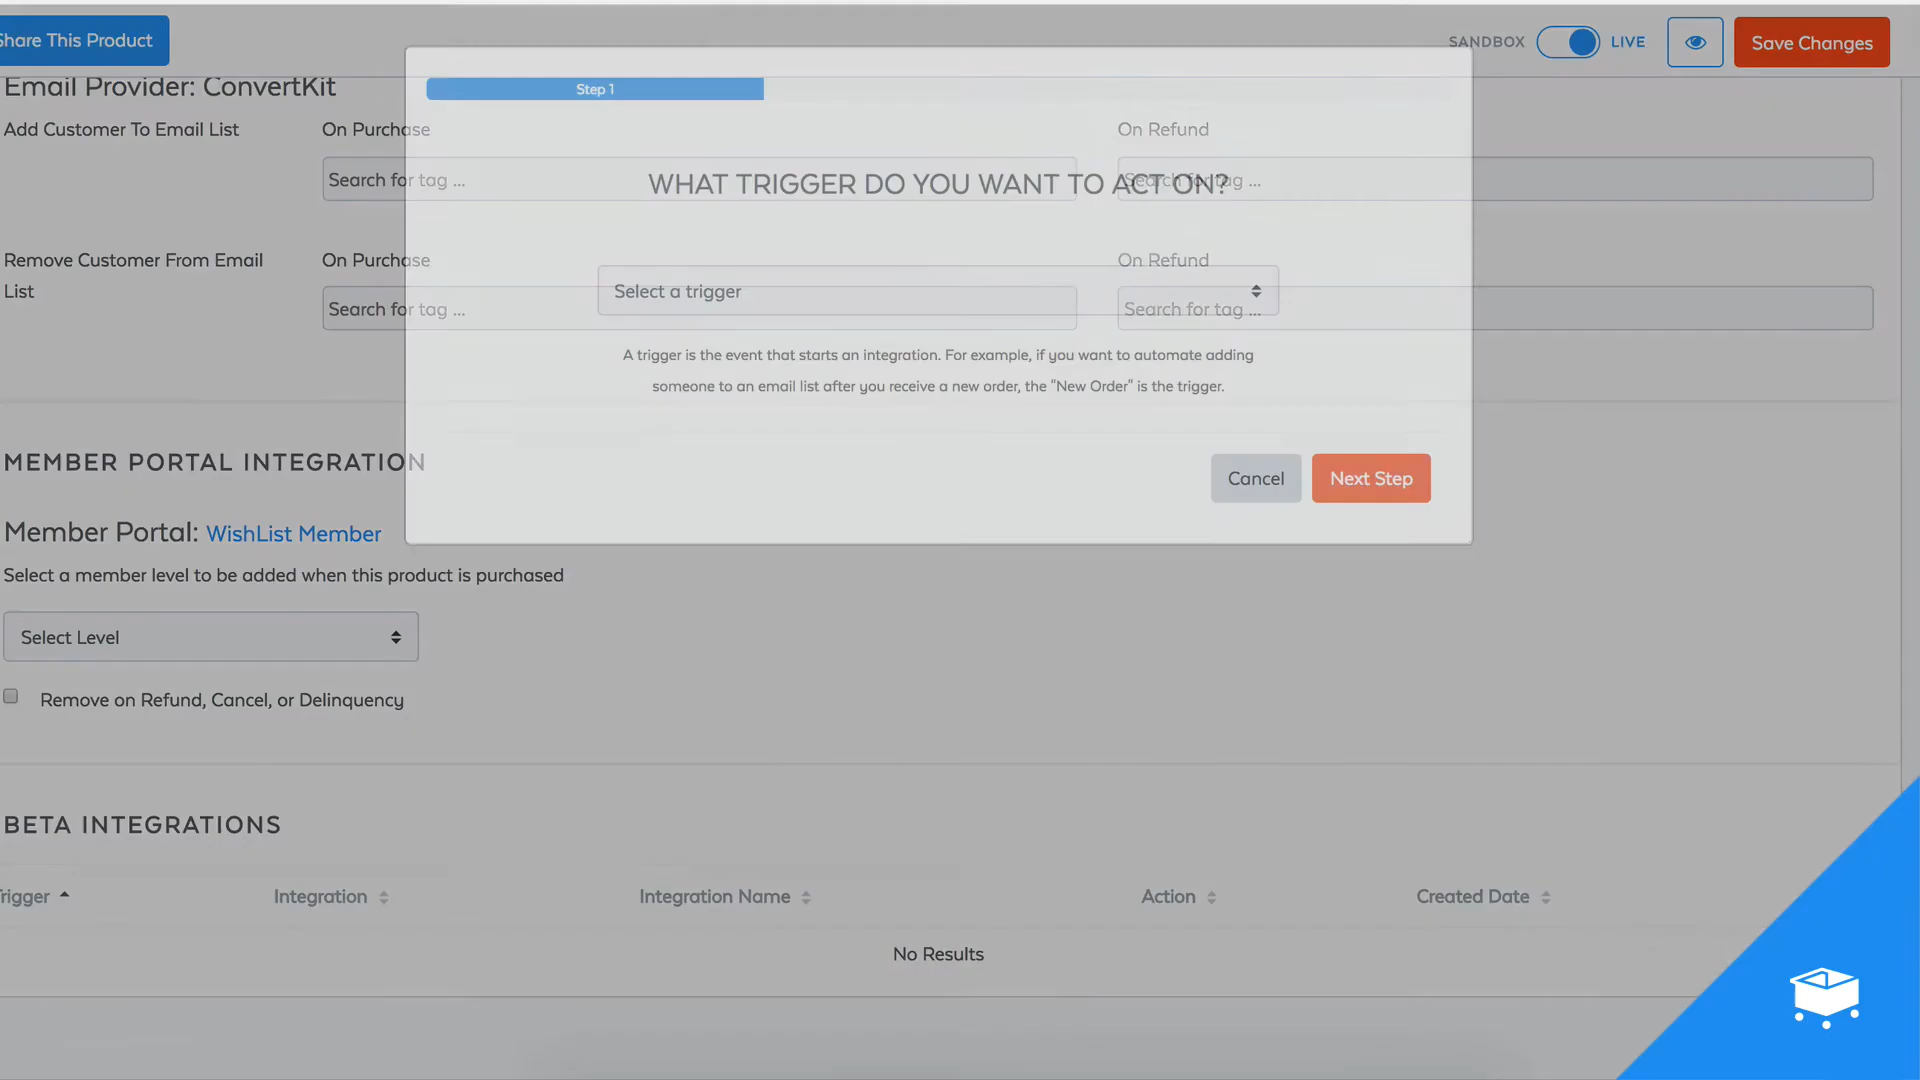 Share This Product
SANDBOX
LIVE
Save Changes
Email Provider: ConvertKit
Step 1
Add Customer To Email List
On Purchase
On Refund
Search for tag ...
Search for tag ...
WHAT TRIGGER DO YOU WANT TO ACT ON?
Remove Customer From Email
List
On Purchase
On Refund
Select a trigger
Search for tag ...
Search for tag ...
A trigger is the event that starts an integration. For example, if you want to automate adding
someone to an email list after you receive a new order, the "New Order" is the trigger.
Cancel
Next Step
MEMBER PORTAL INTEGRATION
Member Portal: WishList Member
Select a member level to be added when this product is purchased
Select Level
Remove on Refund, Cancel, or Delinquency
BETA INTEGRATIONS
Trigger
Integration
Integration Name
Action
Created Date
No Results